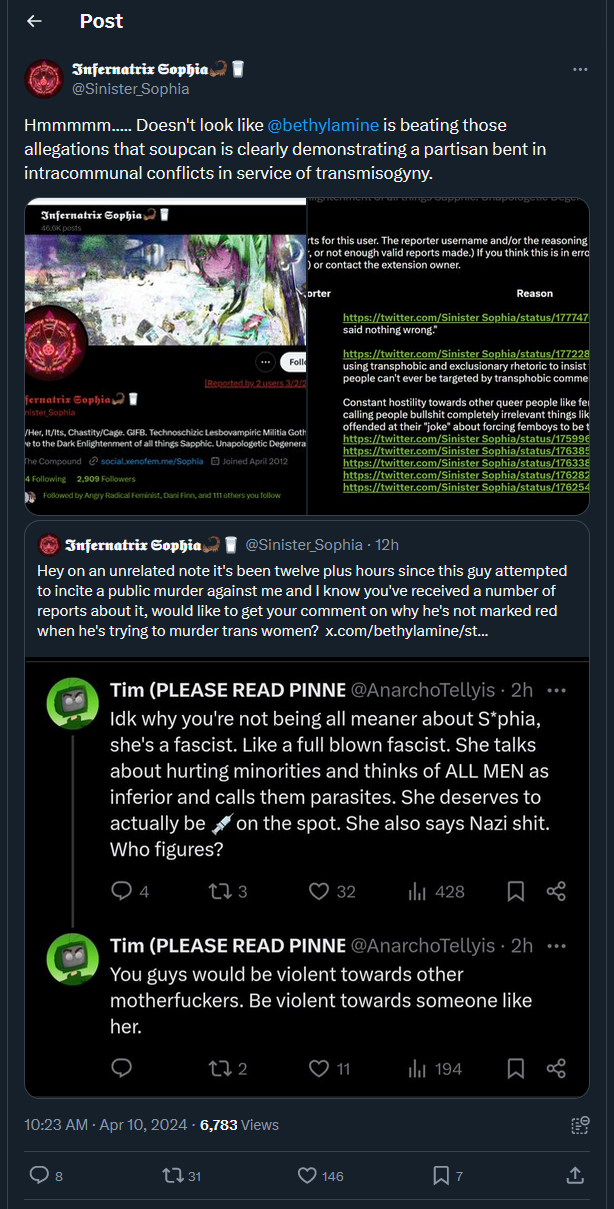 Post
𝕴𝖓𝖋𝖊𝖗𝖓𝖆𝖙𝖗𝖎𝖝 𝕾𝖔𝖕𝖍𝖎𝖆🦂🥛
@Sinister_Sophia
Hmmmmm..... Doesn't look like @bethylamine is beating those
allegations that soupcan is clearly demonstrating a partisan bent in
intracommunal conflicts in service of transmisogyny.
𝕴𝖓𝖋𝖊𝖗𝖓𝖆𝖙𝖗𝖎𝖝 𝕾𝖔𝖕𝖍𝖎𝖆🦂🥛
46.6K posts
Follo
[Reported by 2 users 3/2/2
fernatrix Sophia🦂🥛
nister_Sophia
/Her, It/Its, Chastity/Cage. GIFB. Technoschizic Lesbovampiric Militia Goth
e to the Dark Enlightenment of all things Sapphic. Unapologetic Degenera
The Compound social.xenofem.me/Sophia Joined April 2012
4 Following 2,909 Followers
Followed by Angry Radical Feminist, Dani Finn, and 111 others you follow
rts for this user. The reporter username and/or the reasoning
, or not enough valid reports made.) If you think this is in erro
) or contact the extension owner.
orter Reason
https://twitter.com/Sinister Sophia/status/177747
said nothing wrong."
https://twitter.com/Sinister Sophia/status/177228
using transphobic and exclusionary rhetoric to insist
people can't ever be targeted by transphobic comme
Constant hostility towards other queer people like fe
calling people bullshit completely irrelevant things lik
offended at their "joke" about forcing femboys to be t
https://twitter.com/Sinister Sophia/status/175996
https://twitter.com/Sinister Sophia/status/176385
https://twitter.com/Sinister Sophia/status/176338
https://twitter.com/Sinister Sophia/status/176282
https://twitter.com/Sinister Sophia/status/176254
𝕴𝖓𝖋𝖊𝖗𝖓𝖆𝖙𝖗𝖎𝖝 𝕾𝖔𝖕𝖍𝖎𝖆🦂🥛 @Sinister_Sophia · 12h
Hey on an unrelated note it's been twelve plus hours since this guy attempted
to incite a public murder against me and I know you've received a number of
reports about it, would like to get your comment on why he's not marked red
when he's trying to murder trans women? x.com/bethylamine/st...
Tim (PLEASE READ PINNE @AnarchoTellyis · 2h
Idk why you're not being all meaner about S*phia,
she's a fascist. Like a full blown fascist. She talks
about hurting minorities and thinks of ALL MEN as
inferior and calls them parasites. She deserves to
actually be 💉 on the spot. She also says Nazi shit.
Who figures?
4 3 32 428
Tim (PLEASE READ PINNE @AnarchoTellyis · 2h
You guys would be violent towards other
motherfuckers. Be violent towards someone like
her.
2 11 194
10:23 AM · Apr 10, 2024 · 6,783 Views
8 31 146 7